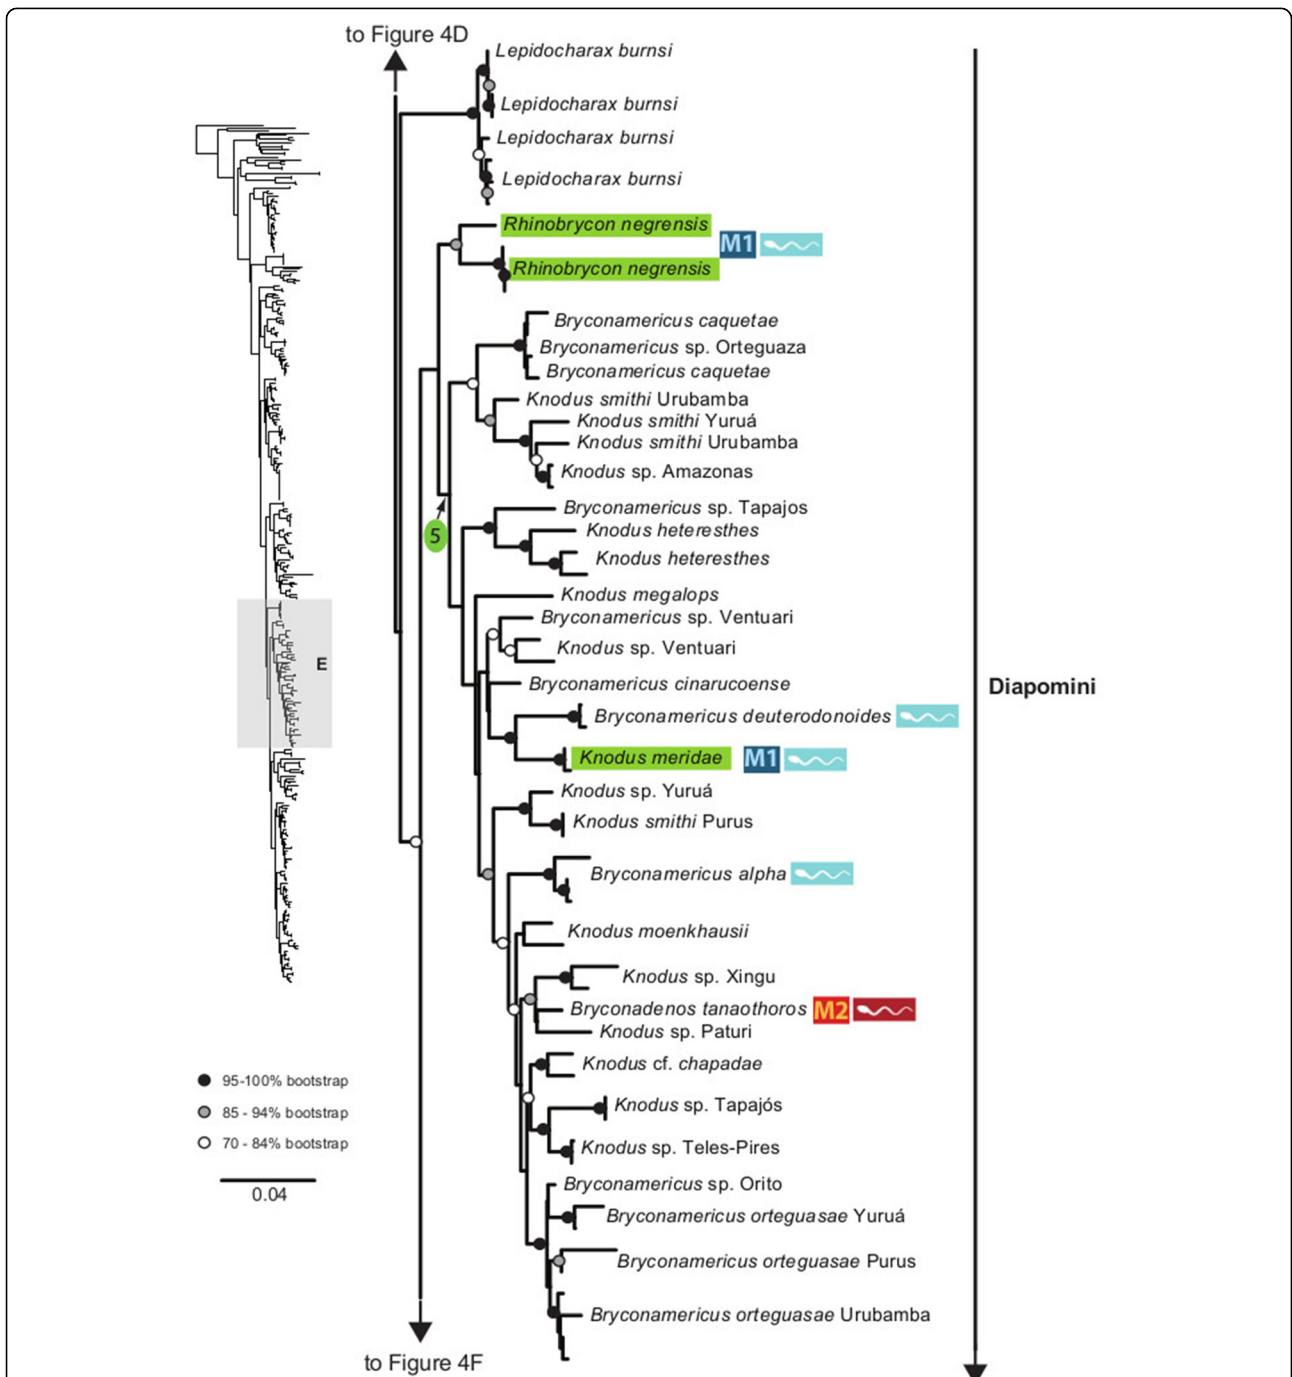 to Figure 4D
Lepidocharax burnsi
Lepidocharax burnsi
Lepidocharax burnsi
Lepidocharax burnsi
Rhinobrycon negrensis
M1
Rhinobrycon negrensis
Bryconamericus caquetae
Bryconamericus sp. Orteguaza
Bryconamericus caquetae
Knodus smithi Urubamba
Knodus smithi Yuruá
Knodus smithi Urubamba
Knodus sp. Amazonas
Bryconamericus sp. Tapajos
5
Knodus heteresthes
Knodus heteresthes
Knodus megalops
Bryconamericus sp. Ventuari
Knodus sp. Ventuari
E
Bryconamericus cinarucoense
Diapomini
Bryconamericus deuterodonoides
Knodus meridae M1
Knodus sp. Yuruá
Knodus smithi Purus
Bryconamericus alpha
Knodus moenkhausii
Knodus sp. Xingu
Bryconadenos tanaothoros M2
Knodus sp. Paturi
Knodus cf. chapadae
95-100% bootstrap
Knodus sp. Tapajós
85 - 94% bootstrap
70 - 84% bootstrap
Knodus sp. Teles-Pires
Bryconamericus sp. Orito
0.04
Bryconamericus orteguasae Yuruá
Bryconamericus orteguasae Purus
Bryconamericus orteguasae Urubamba
to Figure 4F